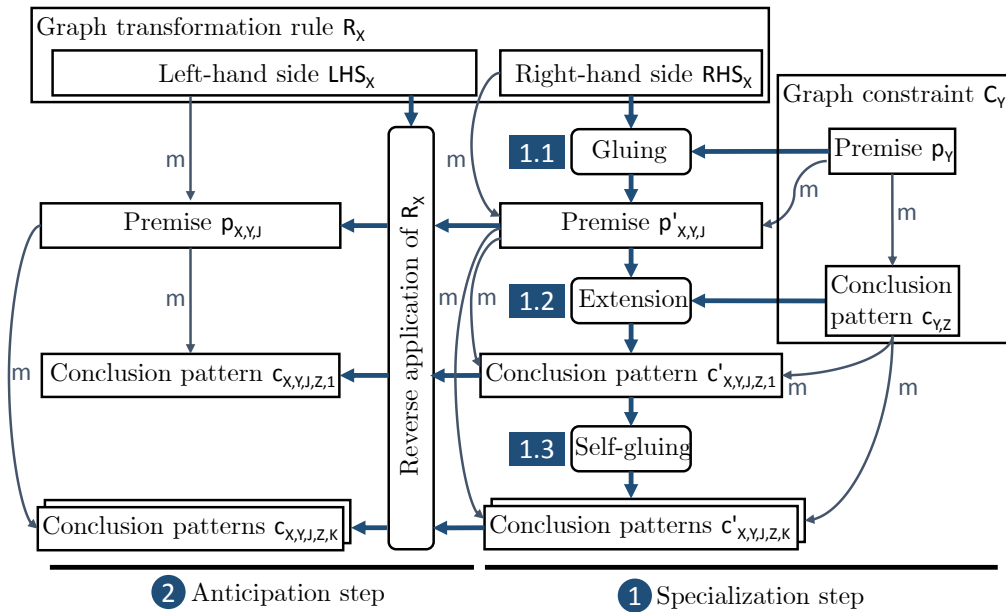 Graph transformation rule R_X
Left-hand side LHS_X
Right-hand side RHS_X
Graph constraint C_Y
1.1
Gluing
Premise p_Y
m
m
m
m
Premise p_X,Y,J
Reverse application of R_X
Premise p'_X,Y,J
m
m
m
m
1.2
Extension
Conclusion
pattern c_Y,Z
m
Conclusion pattern c_X,Y,J,Z,1
Conclusion pattern c'_X,Y,J,Z,1
m
m
1.3
Self-gluing
Conclusion patterns c_X,Y,J,Z,K
Conclusion patterns c'_X,Y,J,Z,K
2 Anticipation step
1 Specialization step